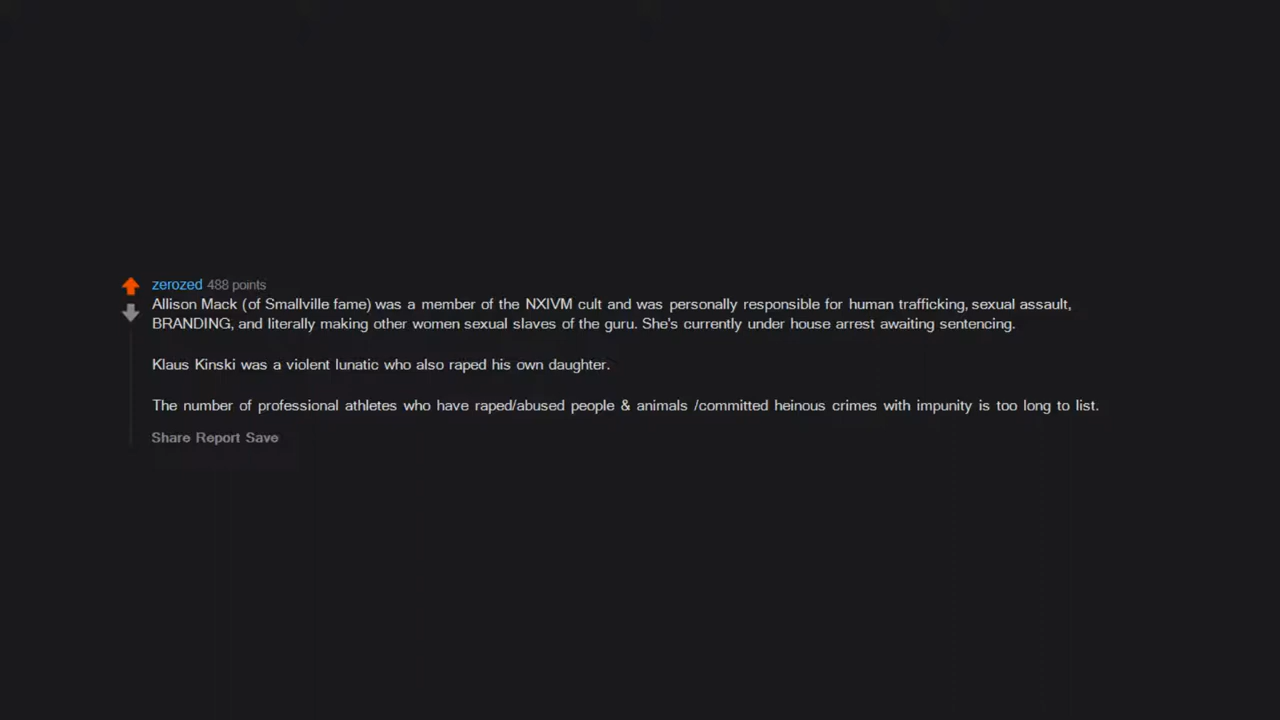 zerozed 488 points
Allison Mack (of Smallville fame) was a member of the NXIVM cult and was personally responsible for human trafficking, sexual assault,
BRANDING, and literally making other women sexual slaves of the guru. She's currently under house arrest awaiting sentencing.
Klaus Kinski was a violent lunatic who also raped his own daughter.
The number of professional athletes who have raped/abused people & animals /committed heinous crimes with impunity is too long to list.
Share Report Save